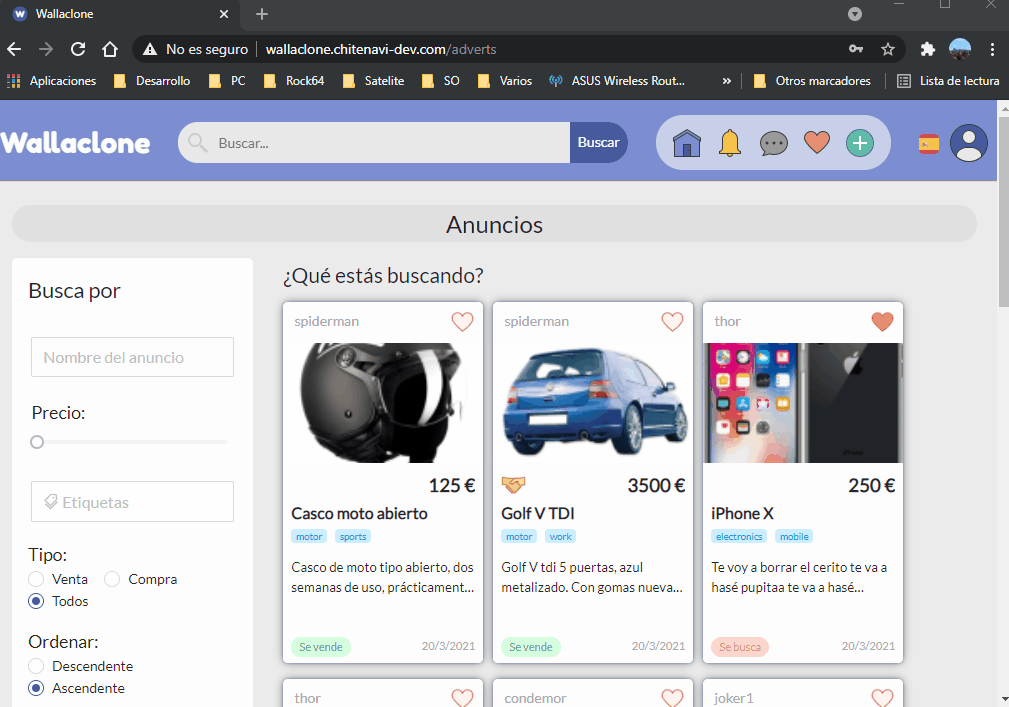 Wallaclone
No es seguro
wallaclone.chitenavi-dev.com/adverts
Aplicaciones
Desarrollo
PC
Rock64
Satelite
SO
Varios
ASUS Wireless Rout...
»
Otros marcadores
Lista de lectura
Wallaclone
Buscar...
Buscar
Anuncios
Busca por
Nombre del anuncio
Precio:
Etiquetas
Tipo:
Venta
Compra
Todos
Ordenar:
Descendente
Ascendente
¿Qué estás buscando?
spiderman
125 €
Casco moto abierto
motor
sports
Casco de moto tipo abierto, dos
semanas de uso, prácticament...
Se vende
20/3/2021
spiderman
3500 €
Golf V TDI
motor
work
Golf V tdi 5 puertas, azul
metalizado. Con gomas nueva...
Se vende
20/3/2021
thor
250 €
iPhone X
electronics
mobile
Te voy a borrar el cerito te va a
hasé pupitaa te va a hasé...
Se busca
20/3/2021
thor
condemor
joker1